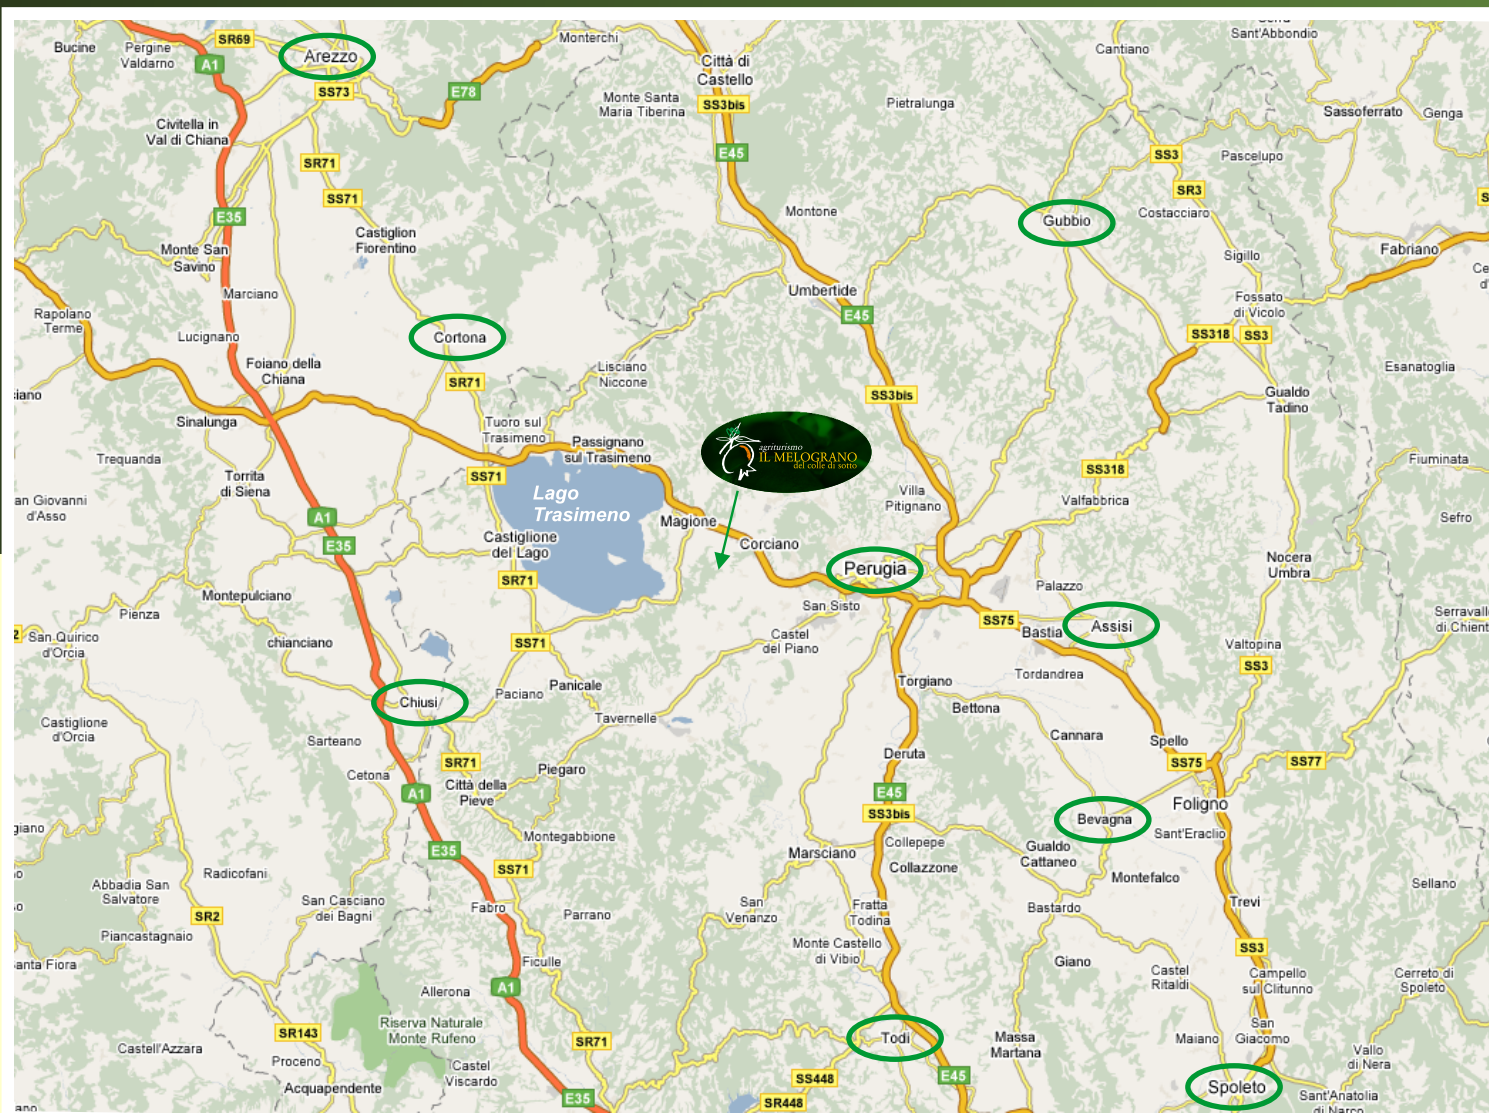 Bucine
Pergine
Valdarno
SR69
A1
Arezzo
SS73
E78
Monterchi
Città di
Castello
Monte Santa
Maria Tiberina
SS3bis
E45
Pietralunga
Cantiano
Sant'Abbondio
Sassoferrato
Genga
SS3
Pascelupo
SR3
Costacciaro
Civitella in
Val di Chiana
SR71
SS71
E35
Castiglion
Fiorentino
Monte San
Savino
Montone
Gubbio
Sigillo
Fabriano
Marciano
Rapolano
Terme
Lucignano
Cortona
Umbertide
E45
Fossato
di Vicolo
SS318
SS3
Foiano della
Chiana
SR71
Lisciano
Niccone
SS3bis
Esanatoglia
Gualdo
Tadino
Sinalunga
Tuoro sul
Trasimeno
Passignano
sul Trasimeno
agriturismo
IL MELOGRANO
del colle di sotto
Trequanda
Torrita
di Siena
SS71
Lago
Trasimeno
Villa
Pitignano
SS318
Valfabbrica
Fiuminata
an Giovanni
d'Asso
A1
E35
Magione
Corciano
Sefro
Castiglione
del Lago
SR71
Perugia
San Sisto
Palazzo
Nocera
Umbra
Montepulciano
Pienza
San Quirico
d'Orcia
chianciano
SS71
Castel
del Piano
SS75
Bastia
Assisi
Serravall
di Chient
Valtopina
SS3
Tordandrea
Torgiano
Bettona
Chiusi
Paciano
Panicale
Tavernelle
Castiglione
d'Orcia
Sarteano
Cetona
SR71
Città della
Pieve
Piegaro
Deruta
Cannara
Spello
SS75
SS77
A1
E45
SS3bis
Foligno
Bevagna
Sant'Eraclio
giano
E35
Montegabbione
Marsciano
Collepepe
Collazzone
Gualdo
Cattaneo
Montefalco
Radicofani
SS71
Abbadia San
Salvatore
San Casciano
dei Bagni
Fabro
Parrano
San
Venanzo
Fratta
Todina
Bastardo
Trevi
Sellano
SR2
Piancastagnaio
Monte Castello
di Vibio
SS3
anta Fiora
Ficulle
Giano
Castel
Ritaldi
Campello
sul Clitunno
Cerreto di
Spoleto
Allerona
A1
Riserva Naturale
Monte Rufeno
SR143
SR71
Todi
Massa
Martana
Maiano
San
Giacomo
Castell'Azzara
Proceno
Acquapendente
Castel
Viscardo
E35
SS448
SR448
E45
Spoleto
Vallo
di Nera
Sant'Anatolia
di Narco